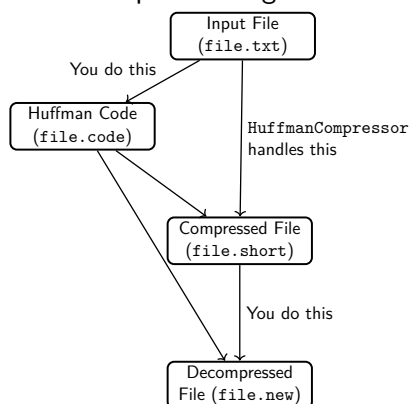 Input File
(file.txt)
You do this
Huffman Code
(file.code)
HuffmanCompressor
handles this
Compressed File
(file.short)
You do this
Decompressed
File (file.new)